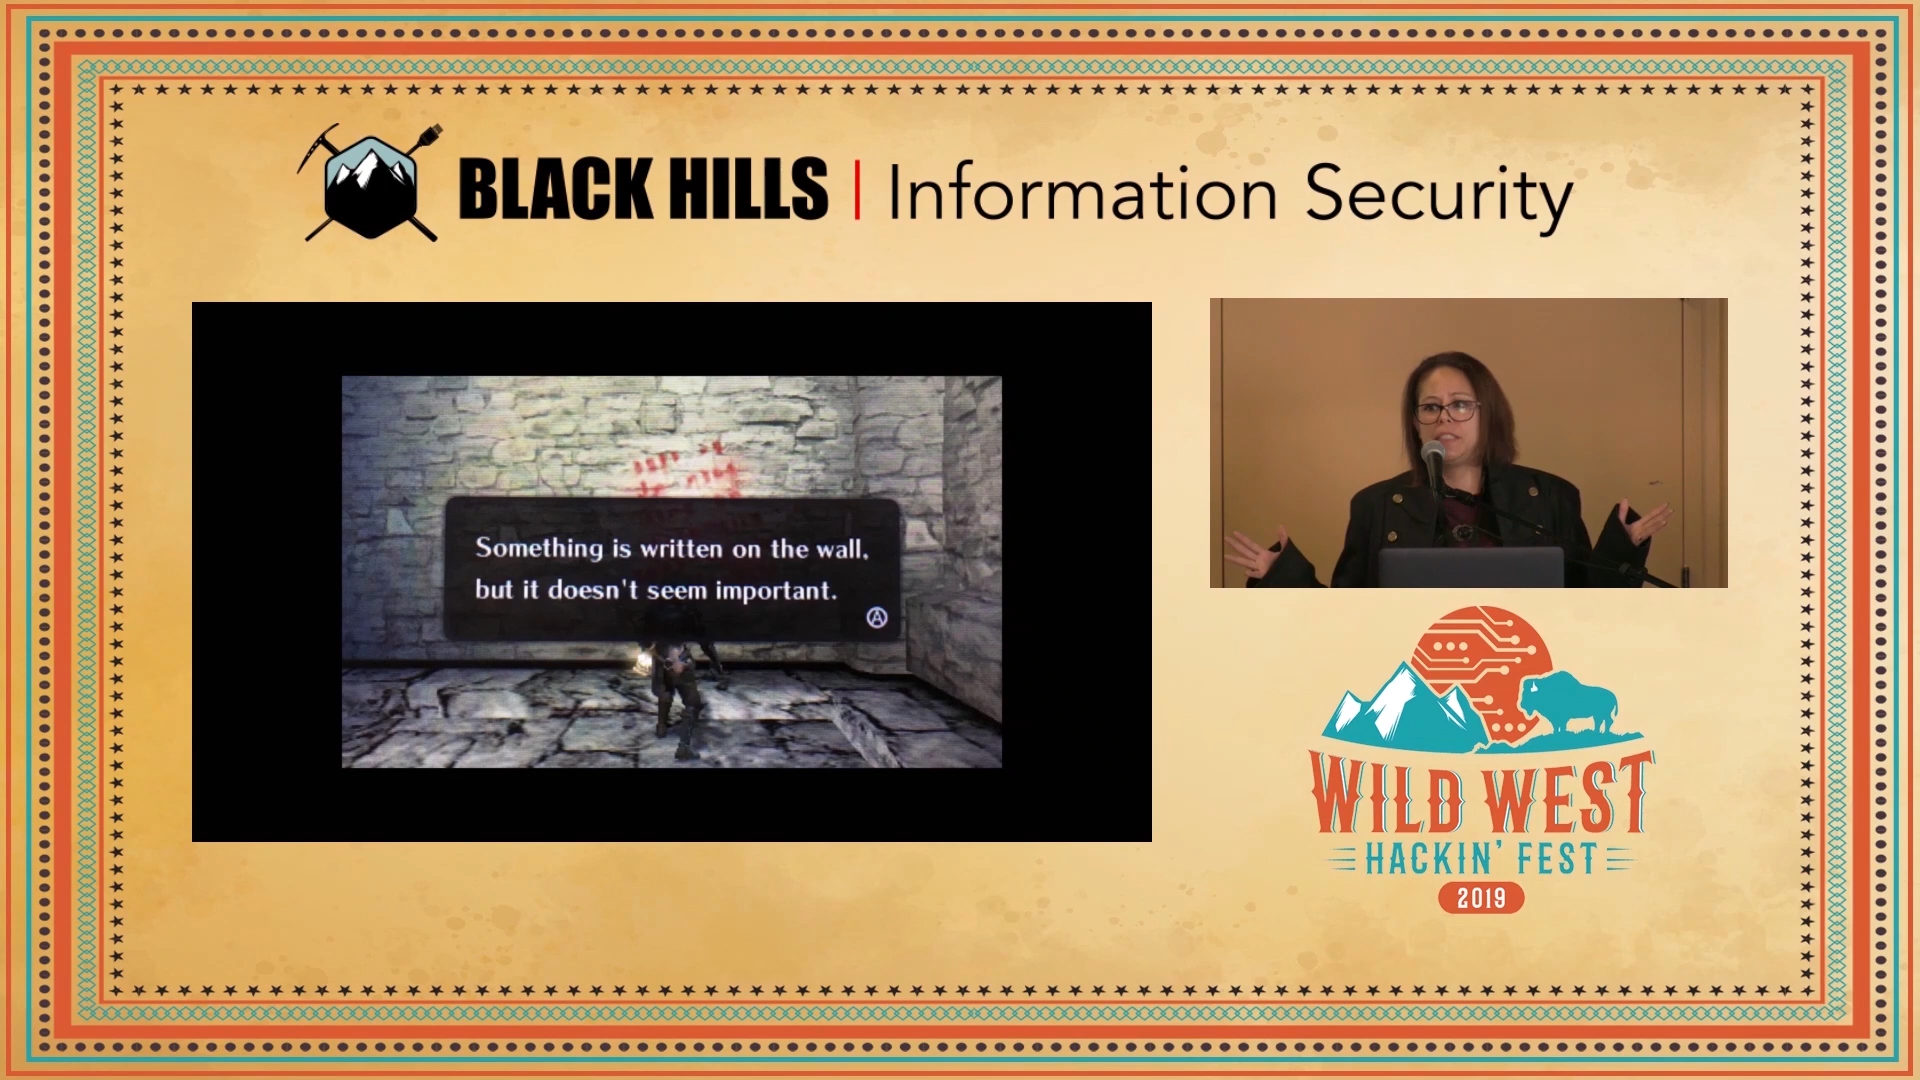 BLACK HILLS | Information Security
Something is written on the wall,
but it doesn't seem important.
A
WILD WEST
HACKIN' FEST
2019